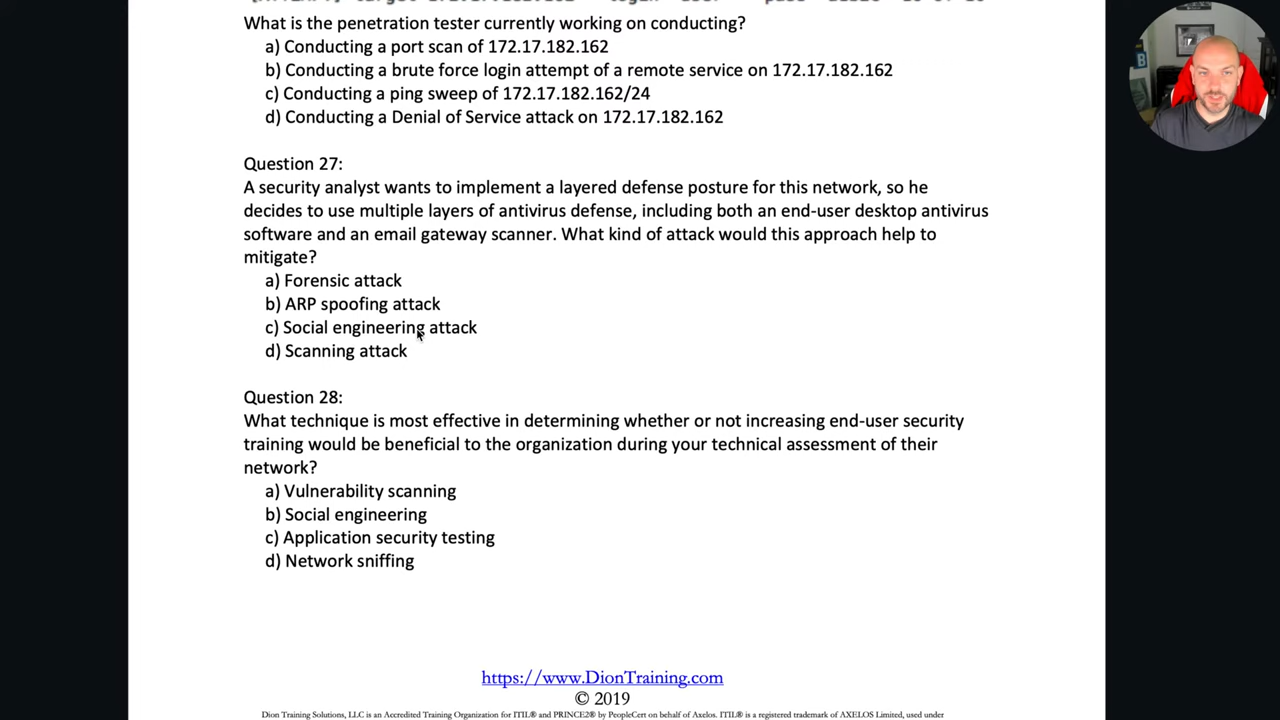 What is the penetration tester currently working on conducting?
a) Conducting a port scan of 172.17.182.162
b) Conducting a brute force login attempt of a remote service on 172.17.182.162
c) Conducting a ping sweep of 172.17.182.162/24
d) Conducting a Denial of Service attack on 172.17.182.162
Question 27:
A security analyst wants to implement a layered defense posture for this network, so he
decides to use multiple layers of antivirus defense, including both an end-user desktop antivirus
software and an email gateway scanner. What kind of attack would this approach help to
mitigate?
a) Forensic attack
b) ARP spoofing attack
c) Social engineering attack
d) Scanning attack
Question 28:
What technique is most effective in determining whether or not increasing end-user security
training would be beneficial to the organization during your technical assessment of their
network?
a) Vulnerability scanning
b) Social engineering
c) Application security testing
d) Network sniffing
https://www.DionTraining.com
© 2019
Dion Training Solutions, LLC is an Accredited Training Organization for ITIL® and PRINCE2® by PeopleCert on behalf of Axelos. ITIL® is a registered trademark of AXELOS Limited, used under